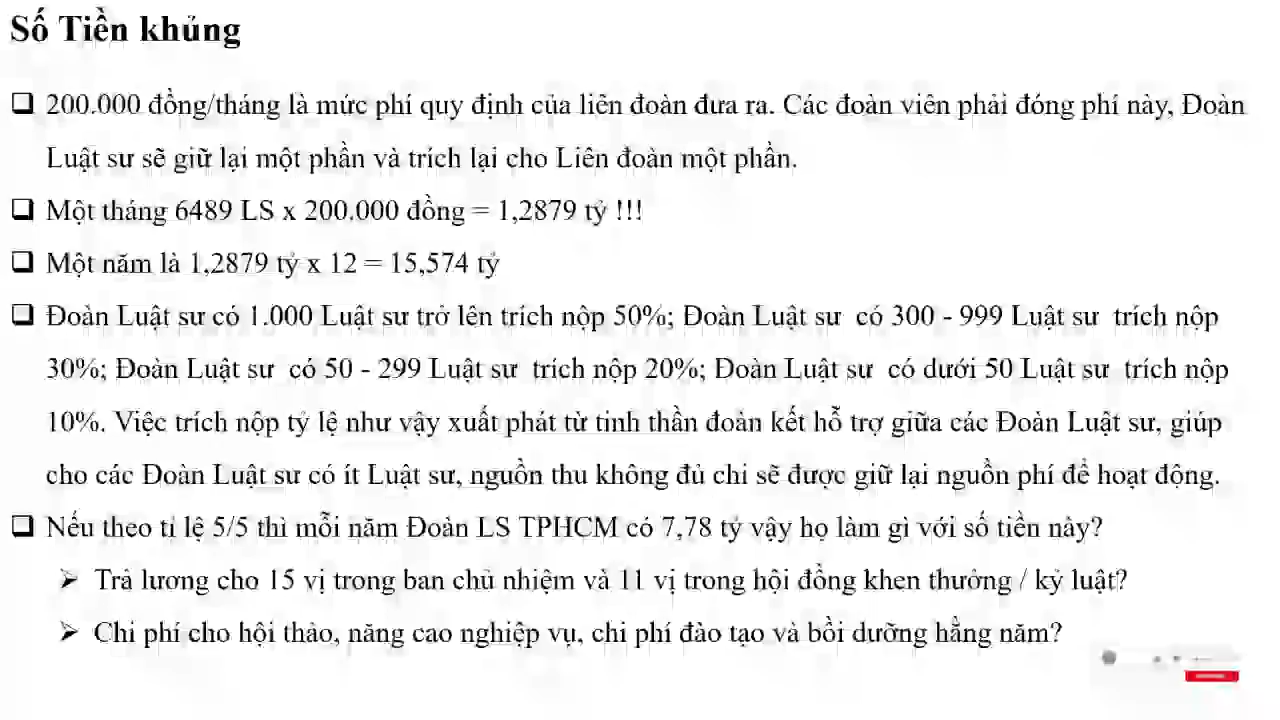 Số Tiền khủng
❑ 200.000 đồng/tháng là mức phí quy định của liên đoàn đưa ra. Các đoàn viên phải đóng phí này, Đoàn
Luật sư sẽ giữ lại một phần và trích lại cho Liên đoàn một phần.
❑ Một tháng 6489 LS x 200.000 đồng = 1,2879 tỷ !!!
❑ Một năm là 1,2879 tỷ x 12 = 15,574 tỷ
❑ Đoàn Luật sư có 1.000 Luật sư trở lên trích nộp 50%; Đoàn Luật sư có 300 - 999 Luật sư trích nộp
30%; Đoàn Luật sư có 50 - 299 Luật sư trích nộp 20%; Đoàn Luật sư có dưới 50 Luật sư trích nộp
10%. Việc trích nộp tỷ lệ như vậy xuất phát từ tinh thần đoàn kết hỗ trợ giữa các Đoàn Luật sư, giúp
cho các Đoàn Luật sư có ít Luật sư, nguồn thu không đủ chi sẽ được giữ lại nguồn phí để hoạt động.
❑ Nếu theo tỉ lệ 5/5 thì mỗi năm Đoàn LS TPHCM có 7,78 tỷ vậy họ làm gì với số tiền này?
➢ Trả lương cho 15 vị trong ban chủ nhiệm và 11 vị trong hội đồng khen thưởng / kỷ luật?
➢ Chi phí cho hội thảo, năng cao nghiệp vụ, chi phí đào tạo và bồi dưỡng hằng năm?